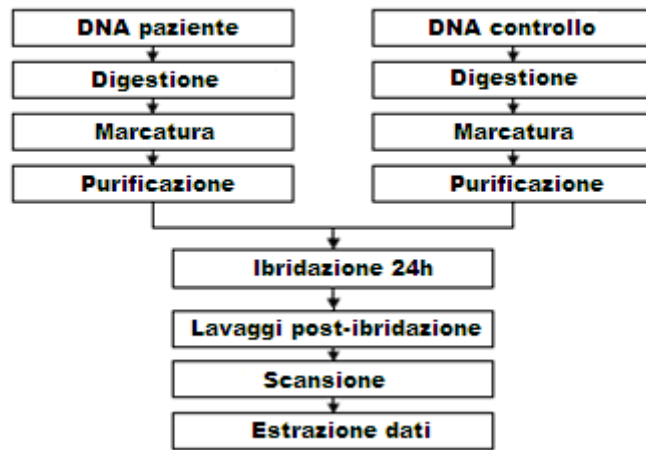 DNA paziente
DNA controllo
Digestione
Digestione
Marcatura
Marcatura
Purificazione
Purificazione
Ibridazione 24h
Lavaggi post-ibridazione
Scansione
Estrazione dati